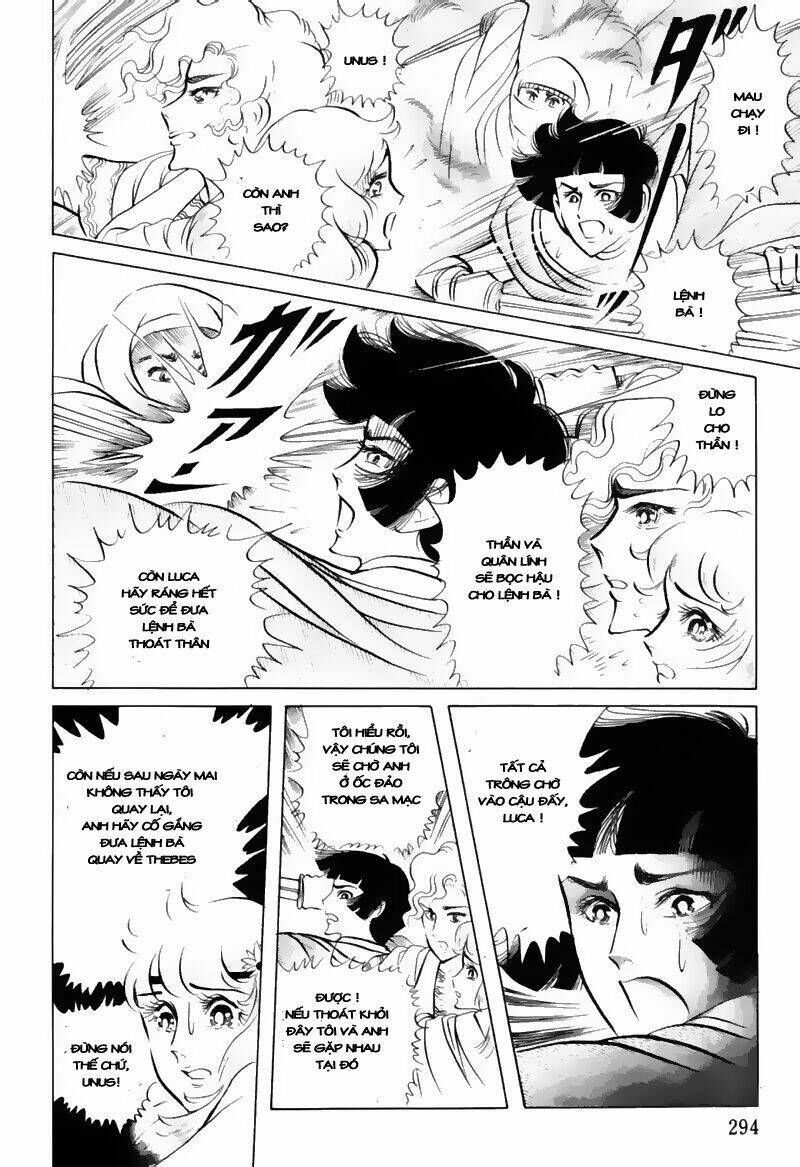 MAU
CHẠY
ĐI !
LỆNH
BÀ !
ダッ
UNUS !
CÒN ANH
THÌ
SAO?
ĐỪNG
LO
CHO
THẦN !
THẦN VÀ
QUÂN LÍNH
SẼ BỌC HẬU
CHO LỆNH BÀ !
ガァー!
CÒN LUCA
HÃY RÁNG HẾT
SỨC ĐỂ ĐƯA
LỆNH BÀ
THOÁT THÂN
TẤT CẢ
TRÔNG CHỜ
VÀO CẬU ĐẤY,
LUCA !
TÔI HIỂU RỒI,
VẬY CHÚNG TÔI
SẼ CHỜ ANH
Ở ỐC ĐẢO
TRONG SA MẠC
ĐƯỢC !
NẾU THOÁT KHỎI
ĐÂY TÔI VÀ ANH
SẼ GẶP NHAU
TẠI ĐÓ
CÒN NẾU SAU NGÀY MAI
KHÔNG THẤY TÔI
QUAY LẠI,
ANH HÃY CỐ GẮNG
ĐƯA LỆNH BÀ
QUAY VỀ THEBES
ĐỪNG NÓI
THẾ CHỨ,
UNUS!
294